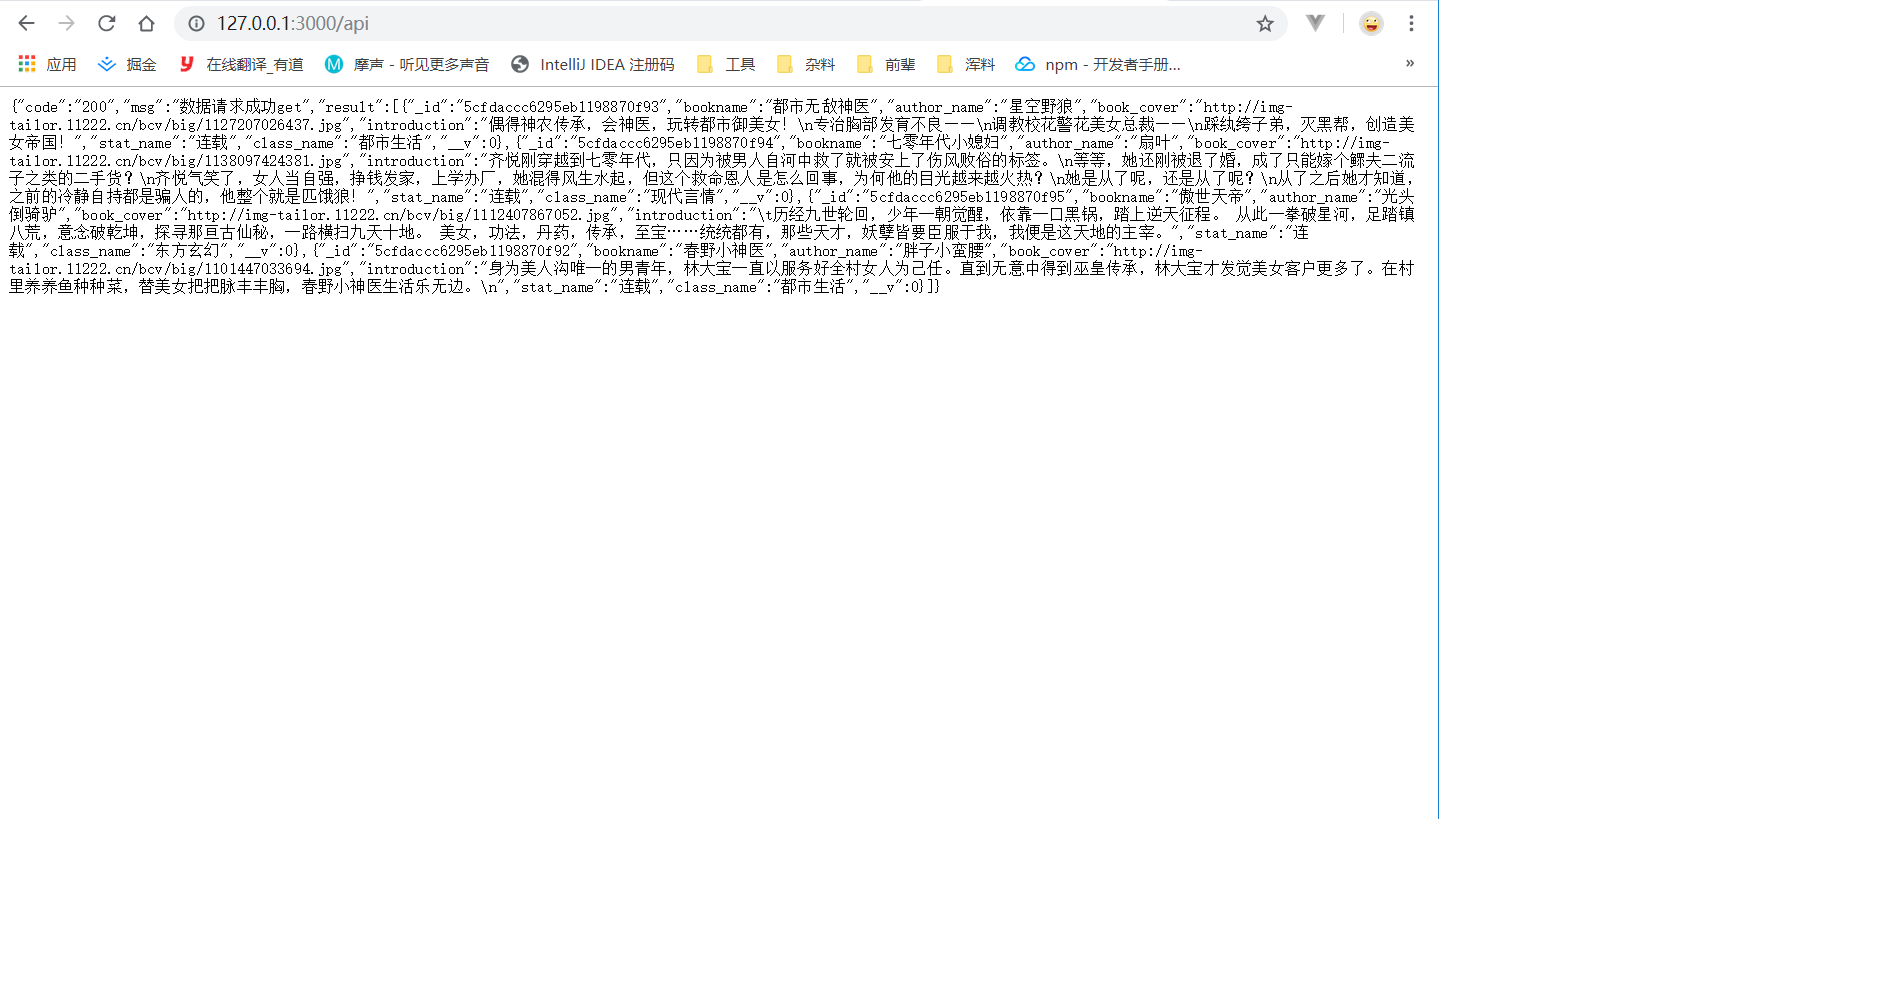 127.0.0.1:3000/api
应用 掘金 在线翻译_有道 摩声 - 听见更多声音 IntelliJ IDEA 注册码 工具 杂料 前辈 浑料 npm - 开发者手册... »
{"code":"200","msg":"数据请求成功get","result":[{"_id":"5cfdaccc6295eb1198870f93","bookname":"都市无敌神医","author_name":"星空野狼","book_cover":"http://img-
tailor.11222.cn/bcv/big/1127207026437.jpg","introduction":"偶得神农传承，会神医，玩转都市御美女！\n专治胸部发育不良——\n调教校花警花美女总裁——\n踩纨绔子弟，灭黑帮，创造美
女帝国！","stat_name":"连载","class_name":"都市生活","__v":0},{"_id":"5cfdaccc6295eb1198870f94","bookname":"七零年代小媳妇","author_name":"扇叶","book_cover":"http://img-
tailor.11222.cn/bcv/big/1138097424381.jpg","introduction":"齐悦刚穿越到七零年代，只因为被男人自河中救了就被安上了伤风败俗的标签。\n等等，她还刚被退了婚，成了只能嫁个鳏夫二流
子之类的二手货？\n齐悦气笑了，女人当自强，挣钱发家，上学办厂，她混得风生水起，但这个救命恩人是怎么回事，为何他的目光越来越火热？\n她是从了呢，还是从了呢？\n从了之后她才知道，
之前的冷静自持都是骗人的，他整个就是匹饿狼！","stat_name":"连载","class_name":"现代言情","__v":0},{"_id":"5cfdaccc6295eb1198870f95","bookname":"傲世天帝","author_name":"光头
倒骑驴","book_cover":"http://img-tailor.11222.cn/bcv/big/1112407867052.jpg","introduction":"\t历经九世轮回，少年一朝觉醒，依靠一口黑锅，踏上逆天征程。 从此一拳破星河，足踏镇
八荒，意念破乾坤，探寻那亘古仙秘，一路横扫九天十地。 美女，功法，丹药，传承，至宝……统统都有，那些天才，妖孽皆要臣服于我，我便是这天地的主宰。","stat_name":"连
载","class_name":"东方玄幻","__v":0},{"_id":"5cfdaccc6295eb1198870f92","bookname":"春野小神医","author_name":"胖子小蛮腰","book_cover":"http://img-
tailor.11222.cn/bcv/big/1101447033694.jpg","introduction":"身为美人沟唯一的男青年，林大宝一直以服务好全村女人为己任。直到无意中得到巫皇传承，林大宝才发觉美女客户更多了。在村
里养养鱼种种菜，替美女把把脉丰丰胸，春野小神医生活乐无边。\n","stat_name":"连载","class_name":"都市生活","__v":0}]}